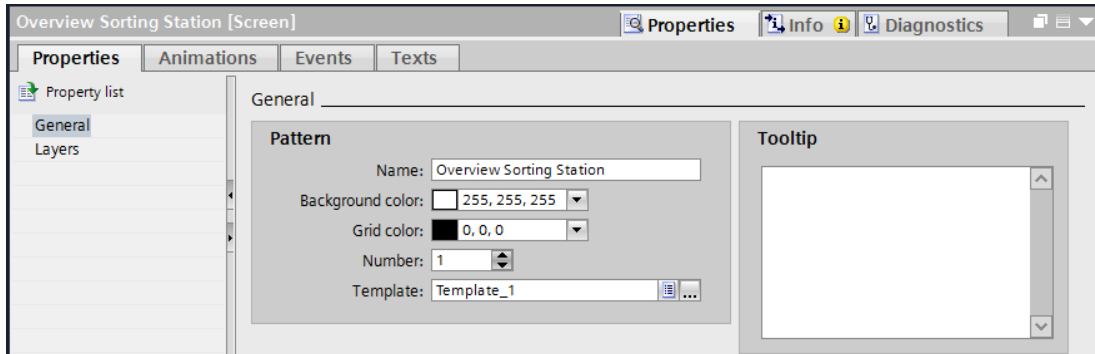 Overview Sorting Station [Screen]
Properties
Info
Diagnostics
Properties
Animations
Events
Texts
Property list
General
Layers
General
Pattern
Name: Overview Sorting Station
Background color: 255, 255, 255
Grid color: 0, 0, 0
Number: 1
Template: Template_1
...
Tooltip